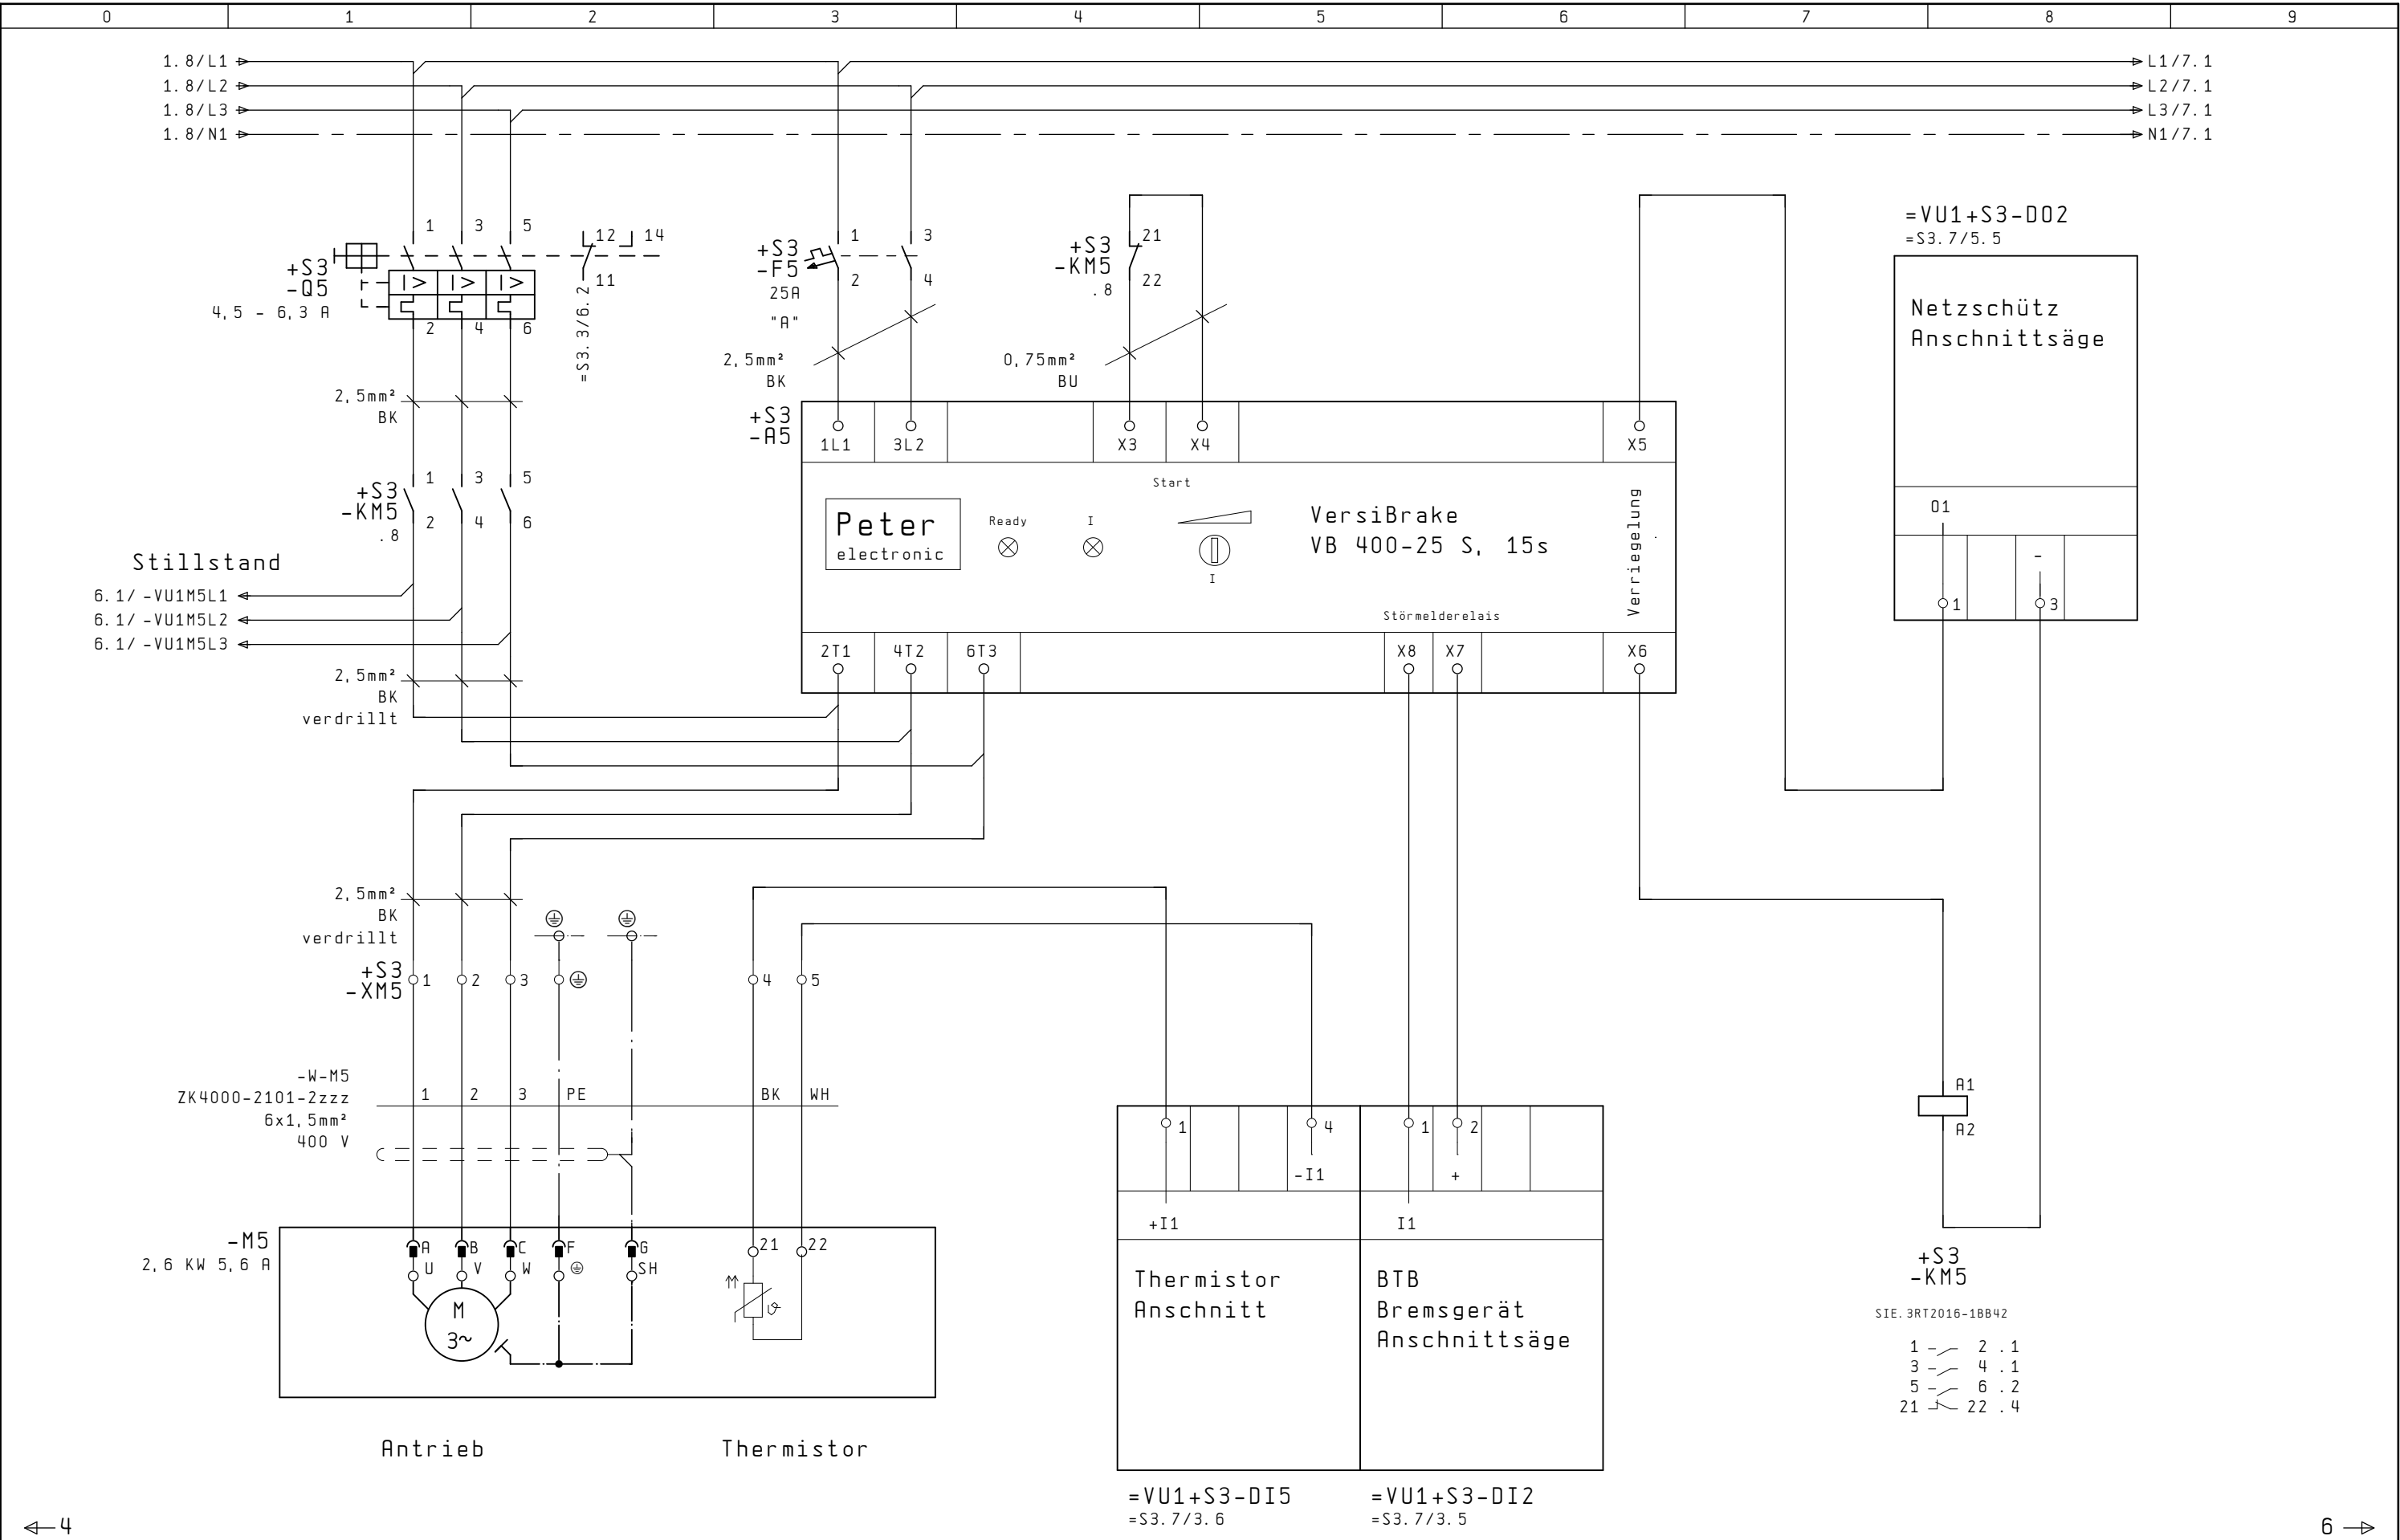 0 1 2 3 4 5 6 7 8 9
1.8/L1 L1/7.1
1.8/L2 L2/7.1
1.8/L3 L3/7.1
1.8/N1 N1/7.1
+S3
-Q5
4,5 - 6,3 A
1 3 5
12 14
11
=S3.3/6.2
I> I> I>
2 4 6
+S3
-F5
25A
"A"
1 3
2 4
2,5mm²
BK
+S3
-KM5
.8
21
22
0,75mm²
BU
=VU1+S3-DO2
=S3.7/5.5
Netzschütz
Anschnittsäge
O1
-
1 3
2,5mm²
BK
+S3
-KM5
.8
1 3 5
2 4 6
Stillstand
6.1/ -VU1M5L1
6.1/ -VU1M5L2
6.1/ -VU1M5L3
2,5mm²
BK
verdrillt
+S3
-A5
1L1 3L2 X3 X4 X5
Start
Peter
electronic
Ready I
I
VersiBrake
VB 400-25 S, 15s
Verriegelung
Störmelderelais
2T1 4T2 6T3 X8 X7 X6
2,5mm²
BK
verdrillt
+S3
-XM5
1 2 3 4 5
-W-M5
ZK4000-2101-2zzz
6x1,5mm²
400 V
1 2 3 PE BK WH
-M5
2,6 KW 5,6 A
A B C F G
U V W SH
21 22
M
3~
ϑ
Antrieb Thermistor
1 4 1 2
-I1 +
+I1 I1
Thermistor
Anschnitt
BTB
Bremsgerät
Anschnittsäge
=VU1+S3-DI5
=S3.7/3.6
=VU1+S3-DI2
=S3.7/3.5
A1
A2
+S3
-KM5
SIE.3RT2016-1BB42
1 2 .1
3 4 .1
5 6 .2
21 22 .4
4 6